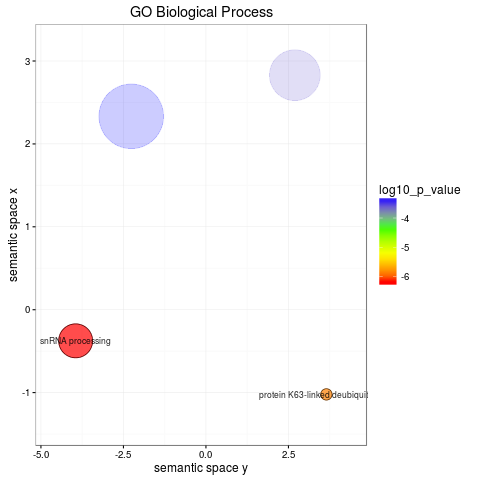 GO Biological Process
semantic space x
3
2
1
0
-1
snRNA processing
protein K63-linked deubiquit
-5.0 -2.5 0.0 2.5
semantic space y
log10_p_value
-4
-5
-6